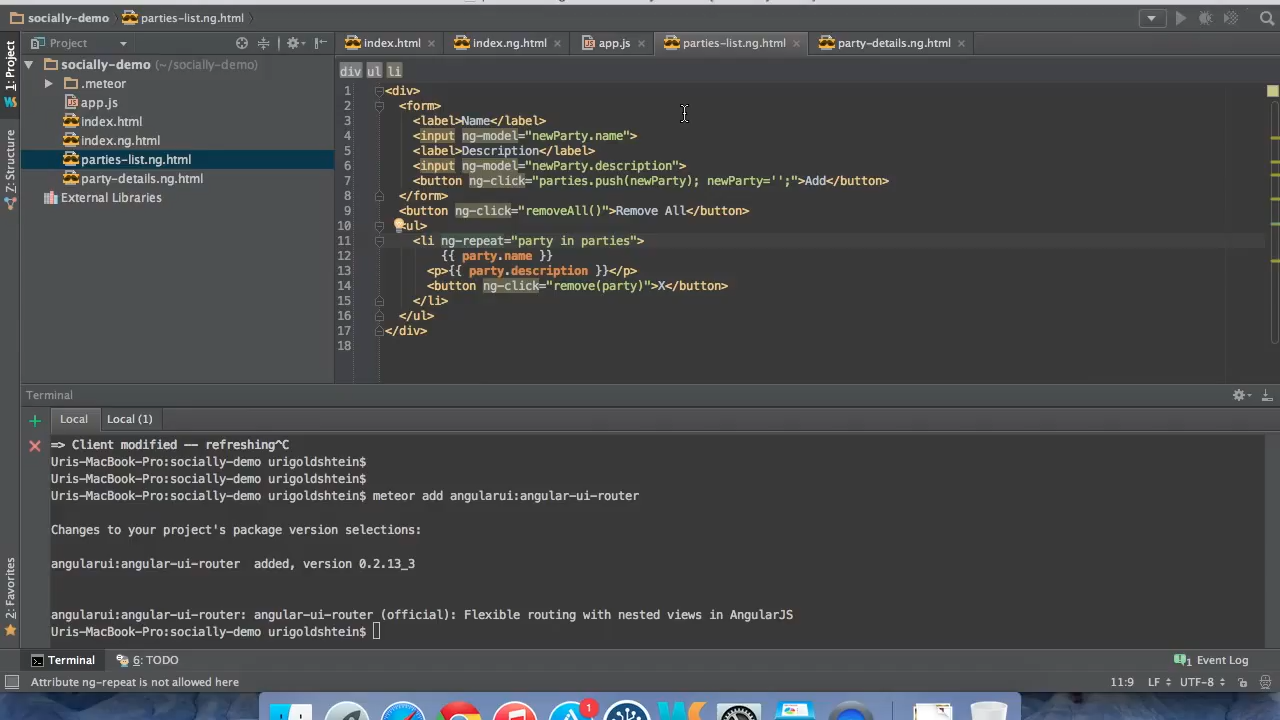 socially-demo parties-list.ng.html
Project
index.html index.ng.html app.js parties-list.ng.html party-details.ng.html
1: Project
Z: Structure
2: Favorites
socially-demo (~/socially-demo)
.meteor
app.js
index.html
index.ng.html
parties-list.ng.html
party-details.ng.html
External Libraries
div ul li
1 <div>
2 <form>
3 <label>Name</label>
4 <input ng-model="newParty.name">
5 <label>Description</label>
6 <input ng-model="newParty.description">
7 <button ng-click="parties.push(newParty); newParty='';">Add</button>
8 </form>
9 <button ng-click="removeAll()">Remove All</button>
10 <ul>
11 <li ng-repeat="party in parties">
12 {{ party.name }}
13 <p>{{ party.description }}</p>
14 <button ng-click="remove(party)">X</button>
15 </li>
16 </ul>
17 </div>
18
Terminal
Local Local (1)
=> Client modified -- refreshing^C
Uris-MacBook-Pro:socially-demo urigoldshtein$
Uris-MacBook-Pro:socially-demo urigoldshtein$
Uris-MacBook-Pro:socially-demo urigoldshtein$ meteor add angularui:angular-ui-router
Changes to your project's package version selections:
angularui:angular-ui-router added, version 0.2.13_3
angularui:angular-ui-router: angular-ui-router (official): Flexible routing with nested views in AngularJS
Uris-MacBook-Pro:socially-demo urigoldshtein$
Terminal 6: TODO 1 Event Log
Attribute ng-repeat is not allowed here 11:9 LF UTF-8
1